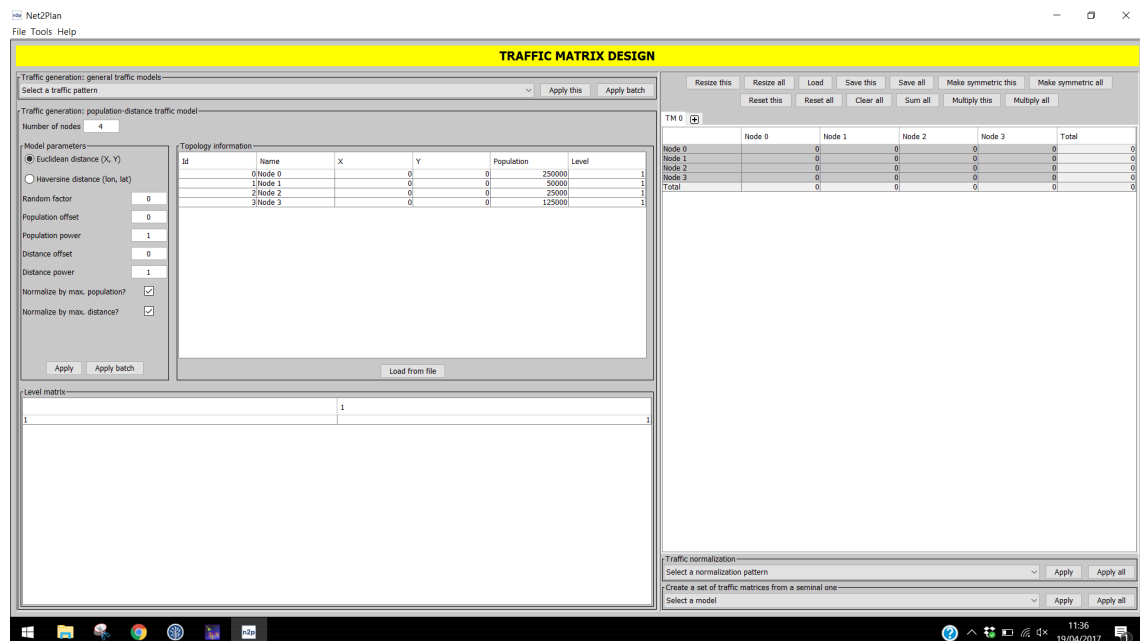 n2p Net2Plan
File Tools Help
TRAFFIC MATRIX DESIGN
Traffic generation: general traffic models
Select a traffic pattern Apply this Apply batch
Traffic generation: population-distance traffic model
Number of nodes 4
Model parameters
Euclidean distance (X, Y)
Haversine distance (lon, lat)
Random factor 0
Population offset 0
Population power 1
Distance offset 0
Distance power 1
Normalize by max. population?
Normalize by max. distance?
Apply Apply batch
Topology information
Id Name X Y Population Level
0 Node 0 0 0 250000 1
1 Node 1 0 0 50000 1
2 Node 2 0 0 25000 1
3 Node 3 0 0 125000 1
Load from file
Level matrix
1
1 1
Resize this Resize all Load Save this Save all Make symmetric this Make symmetric all
Reset this Reset all Clear all Sum all Multiply this Multiply all
TM 0
Node 0 Node 1 Node 2 Node 3 Total
Node 0 0 0 0 0 0
Node 1 0 0 0 0 0
Node 2 0 0 0 0 0
Node 3 0 0 0 0 0
Total 0 0 0 0 0
Traffic normalization
Select a normalization pattern Apply Apply all
Create a set of traffic matrices from a seminal one
Select a model Apply Apply all
n2p
11:36
19/04/2017